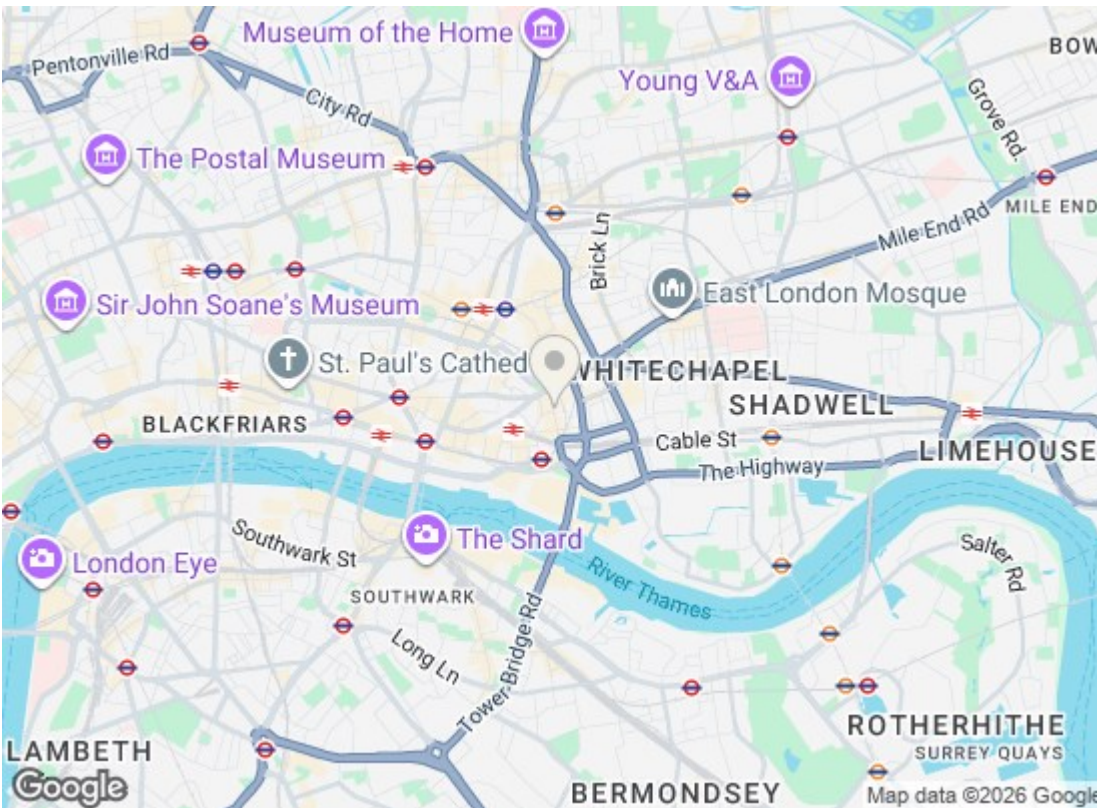 Museum of the Home
BOW
Pentonville Rd
Young V&A
City Rd
Grove Rd.
The Postal Museum
MILE END
Brick Ln
Mile End Rd
East London Mosque
Sir John Soane's Museum
St. Paul's Cathed
WHITECHAPEL
SHADWELL
BLACKFRIARS
Cable St
LIMEHOUSE
The Highway
Southwark St
The Shard
Salter Rd
London Eye
River Thames
SOUTHWARK
Long Ln
Tower Bridge Rd
ROTHERHITHE
LAMBETH
SURREY QUAYS
Google
BERMONDSEY
Map data ©2026 Google